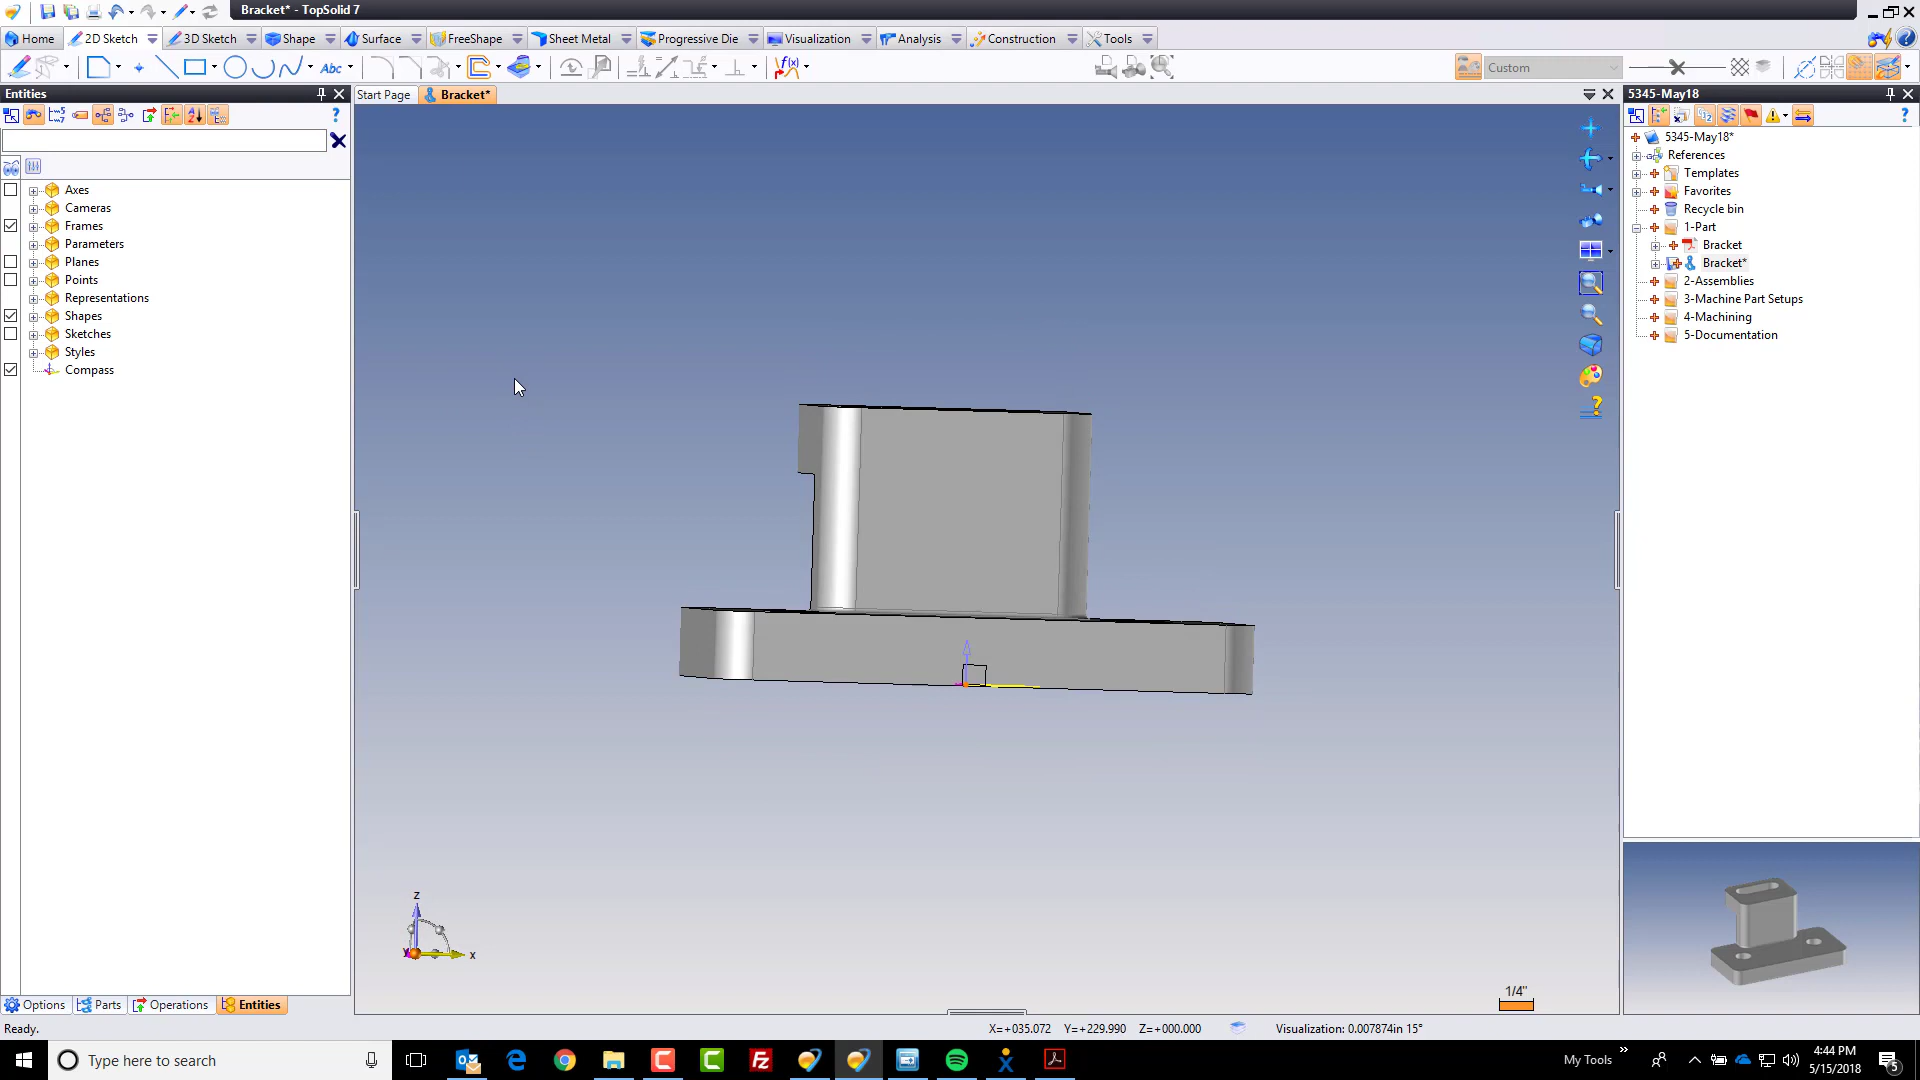 Bracket* - TopSolid 7
Home 2D Sketch 3D Sketch Shape Surface FreeShape Sheet Metal Progressive Die Visualization Analysis Construction Tools
Abc f(x) Custom
Entities
Start Page Bracket*
5345-May18
Axes
Cameras
Frames
Parameters
Planes
Points
Representations
Shapes
Sketches
Styles
Compass
5345-May18*
References
Templates
Favorites
Recycle bin
1-Part
Bracket
Bracket*
2-Assemblies
3-Machine Part Setups
4-Machining
5-Documentation
z
x
1/4"
Options Parts Operations Entities
Ready.
X=+035.072 Y=+229.990 Z=+000.000 Visualization: 0.007874in 15°
Type here to search
My Tools
4:44 PM
5/15/2018
5